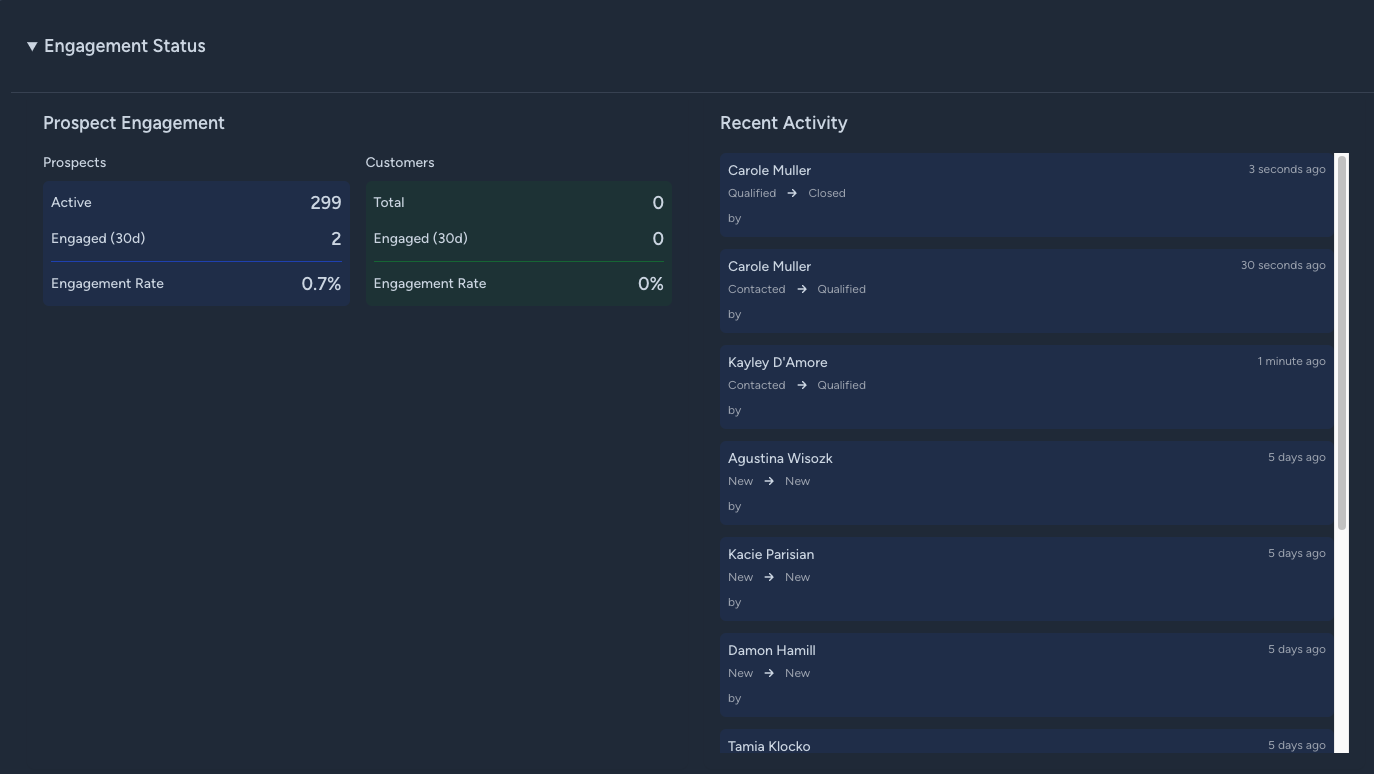 ▼ Engagement Status
Prospect Engagement
Prospects
Active 299
Engaged (30d) 2
Engagement Rate 0.7%
Customers
Total 0
Engaged (30d) 0
Engagement Rate 0%
Recent Activity
Carole Muller 3 seconds ago
Qualified → Closed
by
Carole Muller 30 seconds ago
Contacted → Qualified
by
Kayley D'Amore 1 minute ago
Contacted → Qualified
by
Agustina Wisozk 5 days ago
New → New
by
Kacie Parisian 5 days ago
New → New
by
Damon Hamill 5 days ago
New → New
by
Tamia Klocko 5 days ago